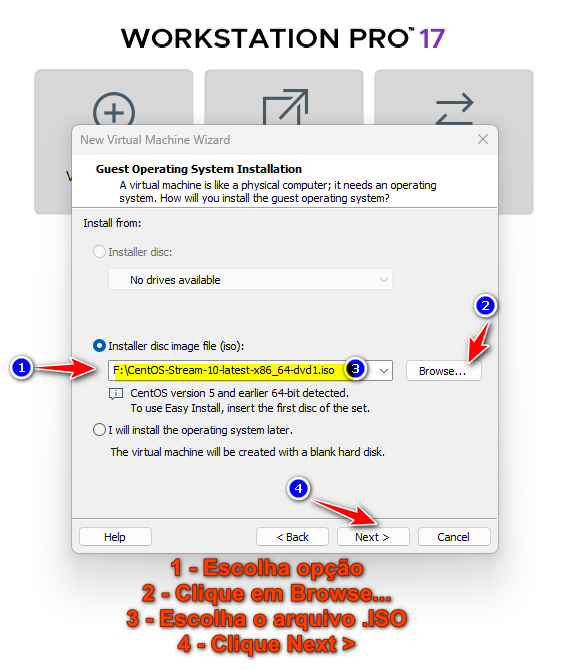 WORKSTATION PRO™ 17
V
New Virtual Machine Wizard
Guest Operating System Installation
A virtual machine is like a physical computer; it needs an operating
system. How will you install the guest operating system?
Install from:
Installer disc:
No drives available
2
Installer disc image file (iso):
1
F:\CentOS-Stream-10-latest-x86_64-dvd1.iso
3
Browse...
CentOS version 5 and earlier 64-bit detected.
To use Easy Install, insert the first disc of the set.
I will install the operating system later.
The virtual machine will be created with a blank hard disk.
4
Help
< Back
Next >
Cancel
1 - Escolha opção
2 - Clique em Browse...
3 - Escolha o arquivo .ISO
4 - Clique Next >